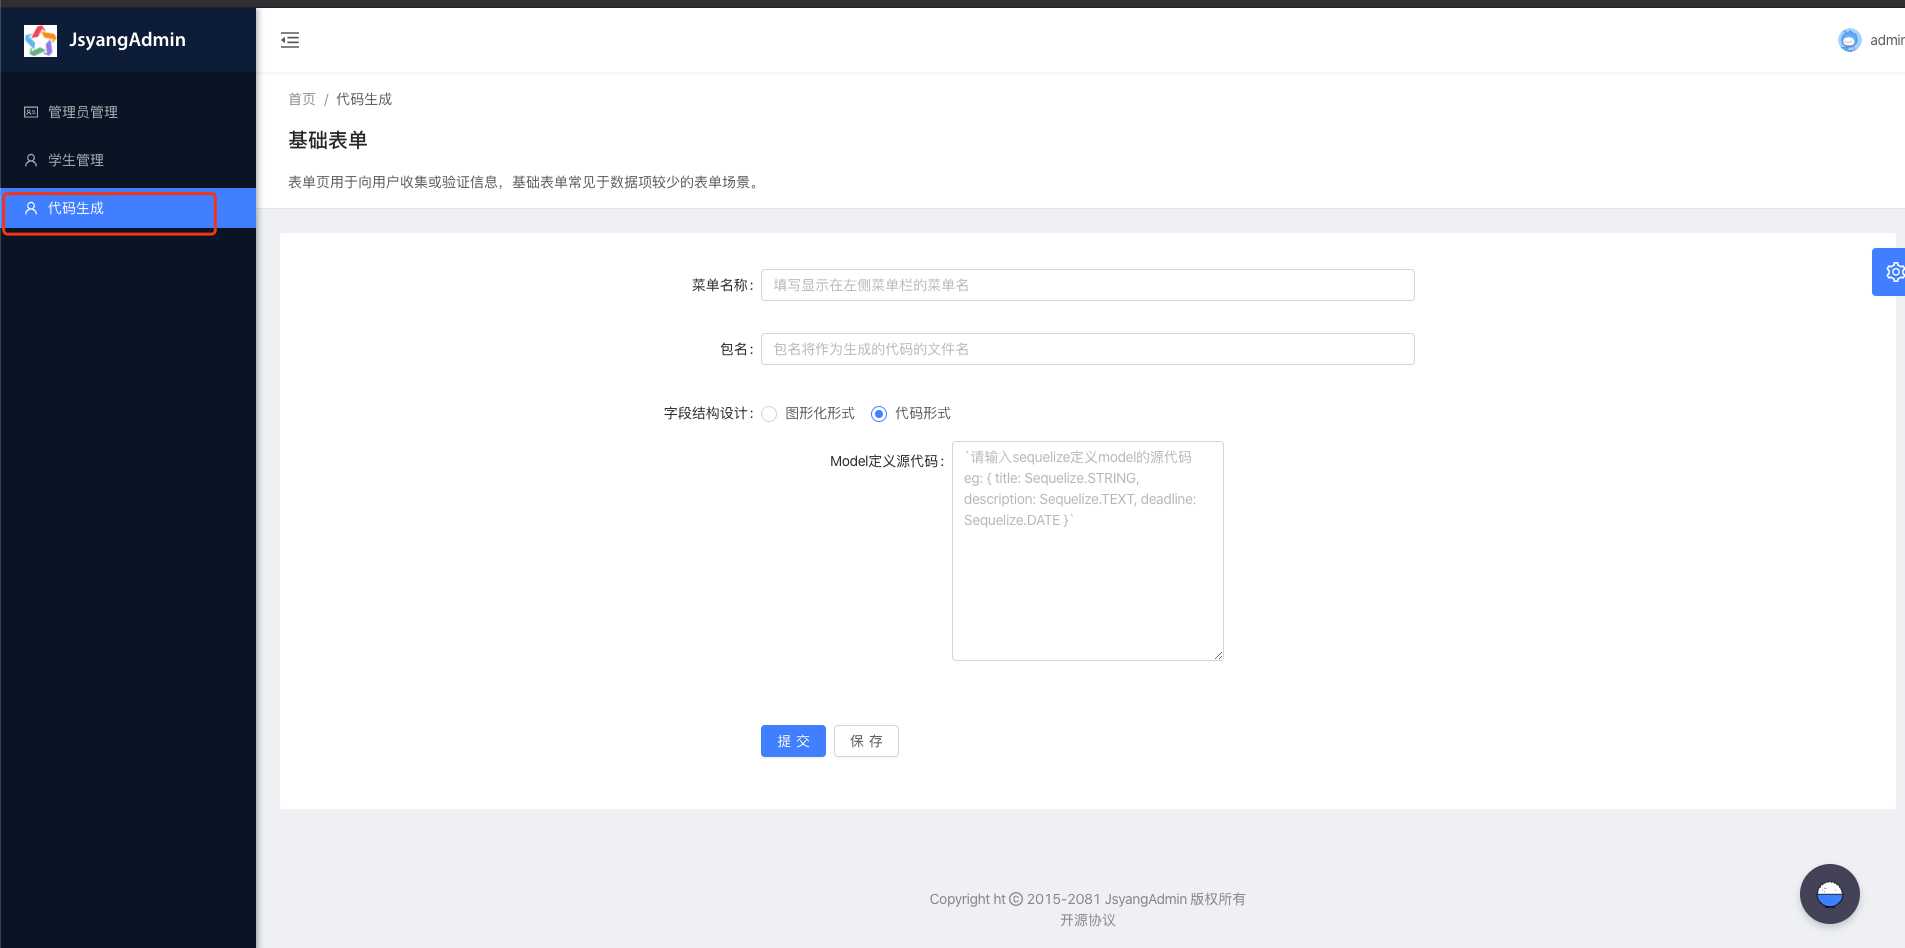 JsyangAdmin
admin
管理员管理
学生管理
代码生成
首页 / 代码生成
基础表单
表单页用于向用户收集或验证信息，基础表单常见于数据项较少的表单场景。
菜单名称: 填写显示在左侧菜单栏的菜单名
包名: 包名将作为生成的代码的文件名
字段结构设计: 图形化形式 代码形式
Model定义源代码: `请输入sequelize定义model的源代码
eg: { title: Sequelize.STRING,
description: Sequelize.TEXT, deadline:
Sequelize.DATE }`
提 交 保 存
Copyright ht © 2015-2081 JsyangAdmin 版权所有
开源协议